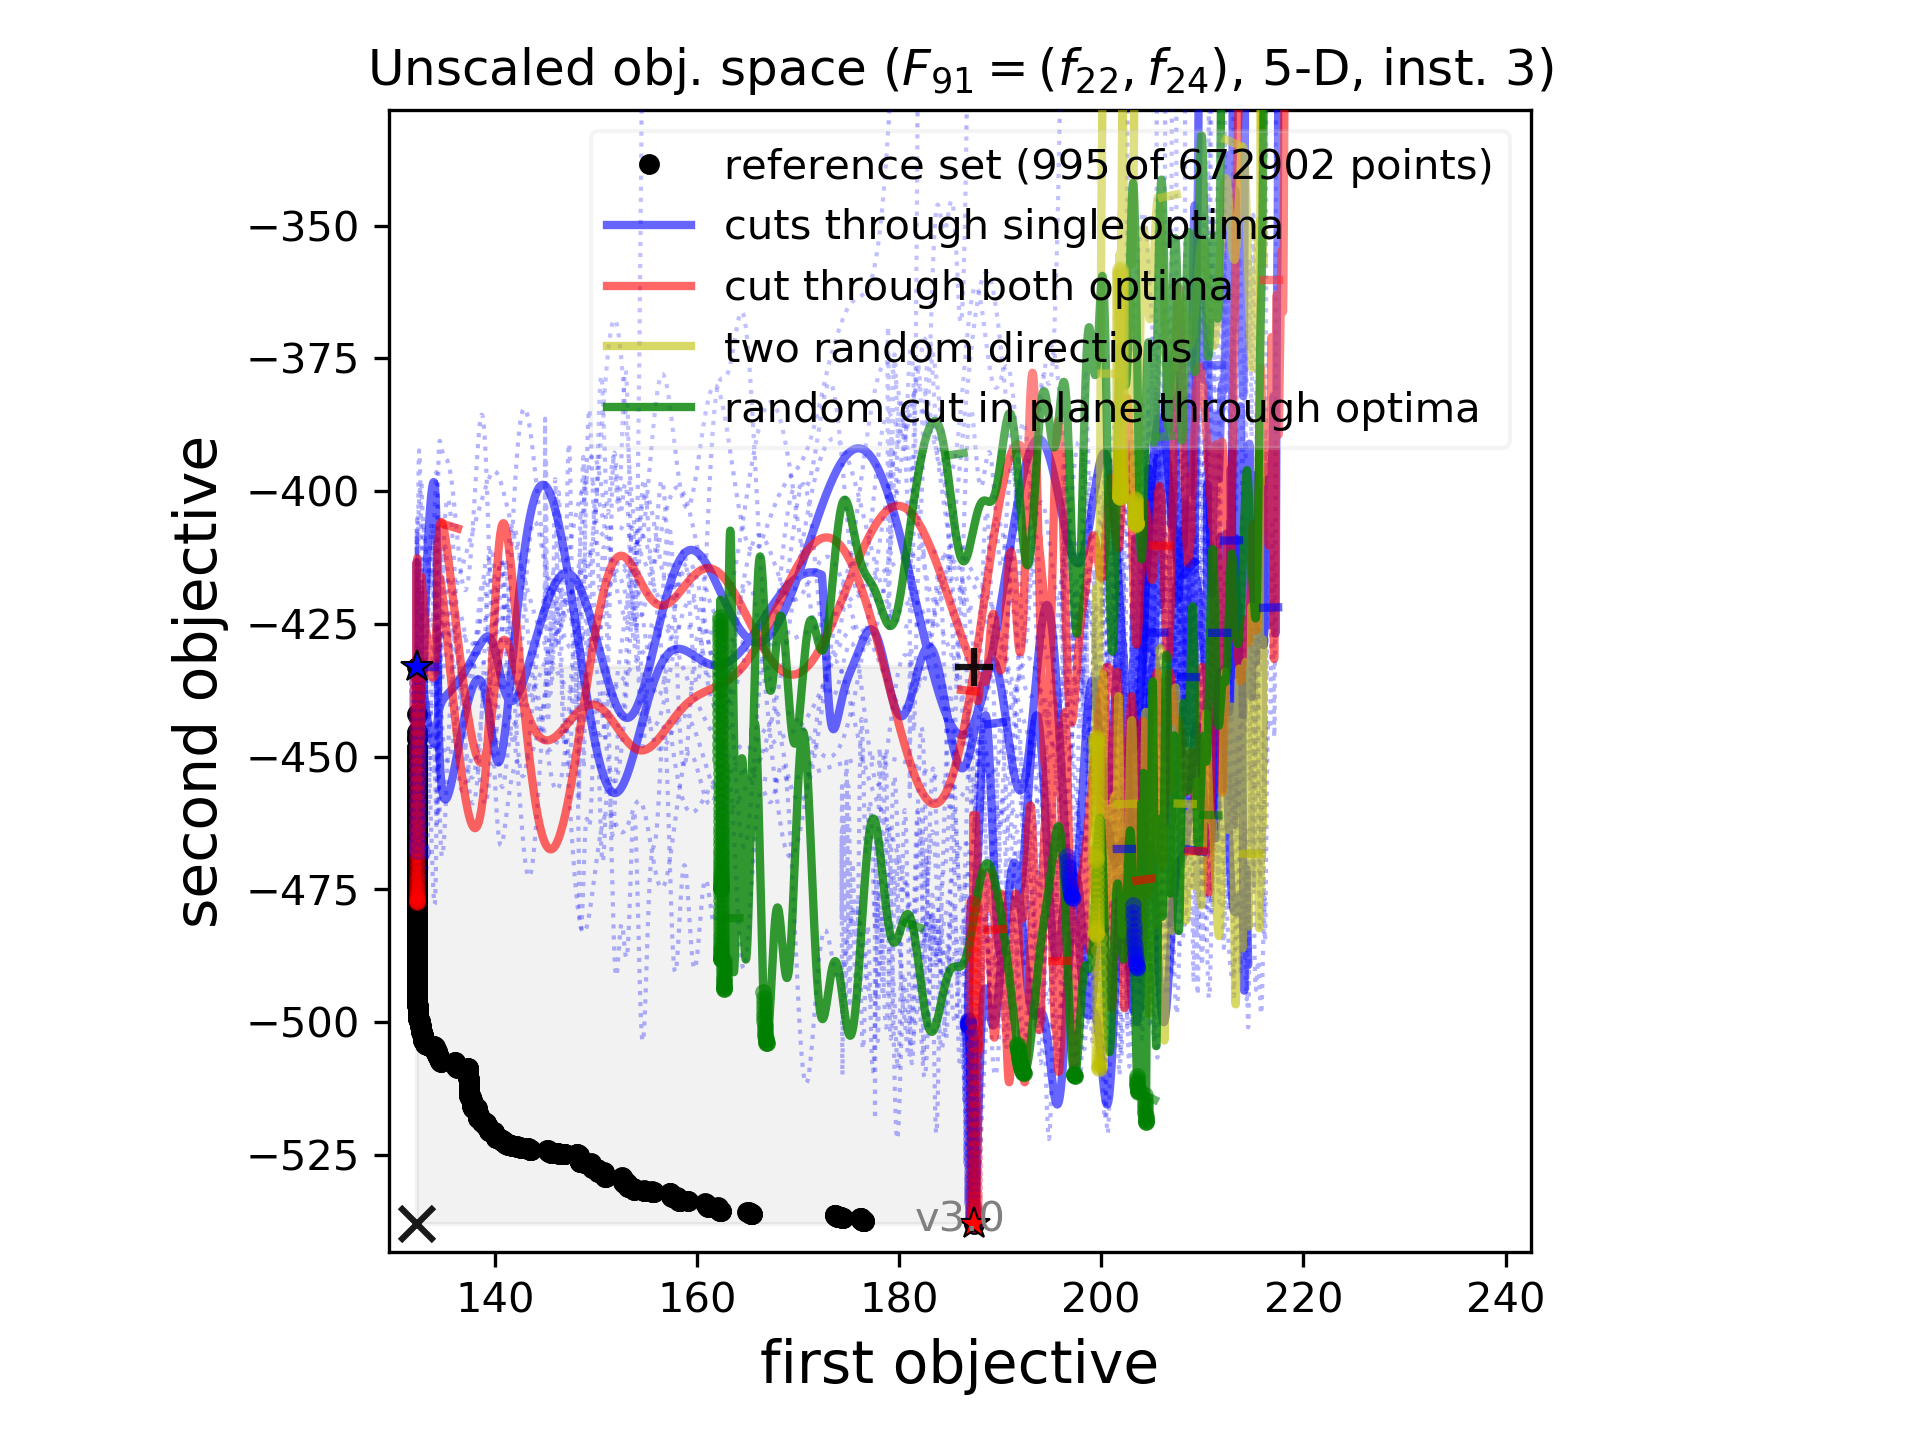 Unscaled obj. space (F₉₁ = (f₂₂, f₂₄), 5-D, inst. 3)
reference set (995 of 672902 points)
cuts through single optima
cut through both optima
two random directions
random cut in plane through optima
second objective
−350
−375
−400
−425
−450
−475
−500
−525
v3.0
140 160 180 200 220 240
first objective